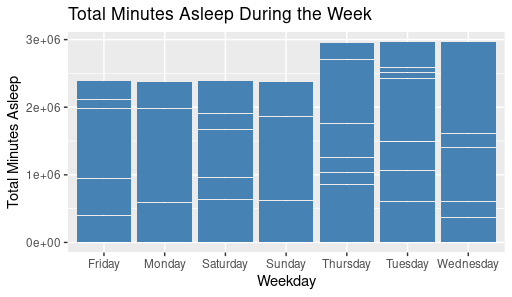 Total Minutes Asleep During the Week
Total Minutes Asleep
3e+06
2e+06
1e+06
0e+00
Friday Monday Saturday Sunday Thursday Tuesday Wednesday
Weekday